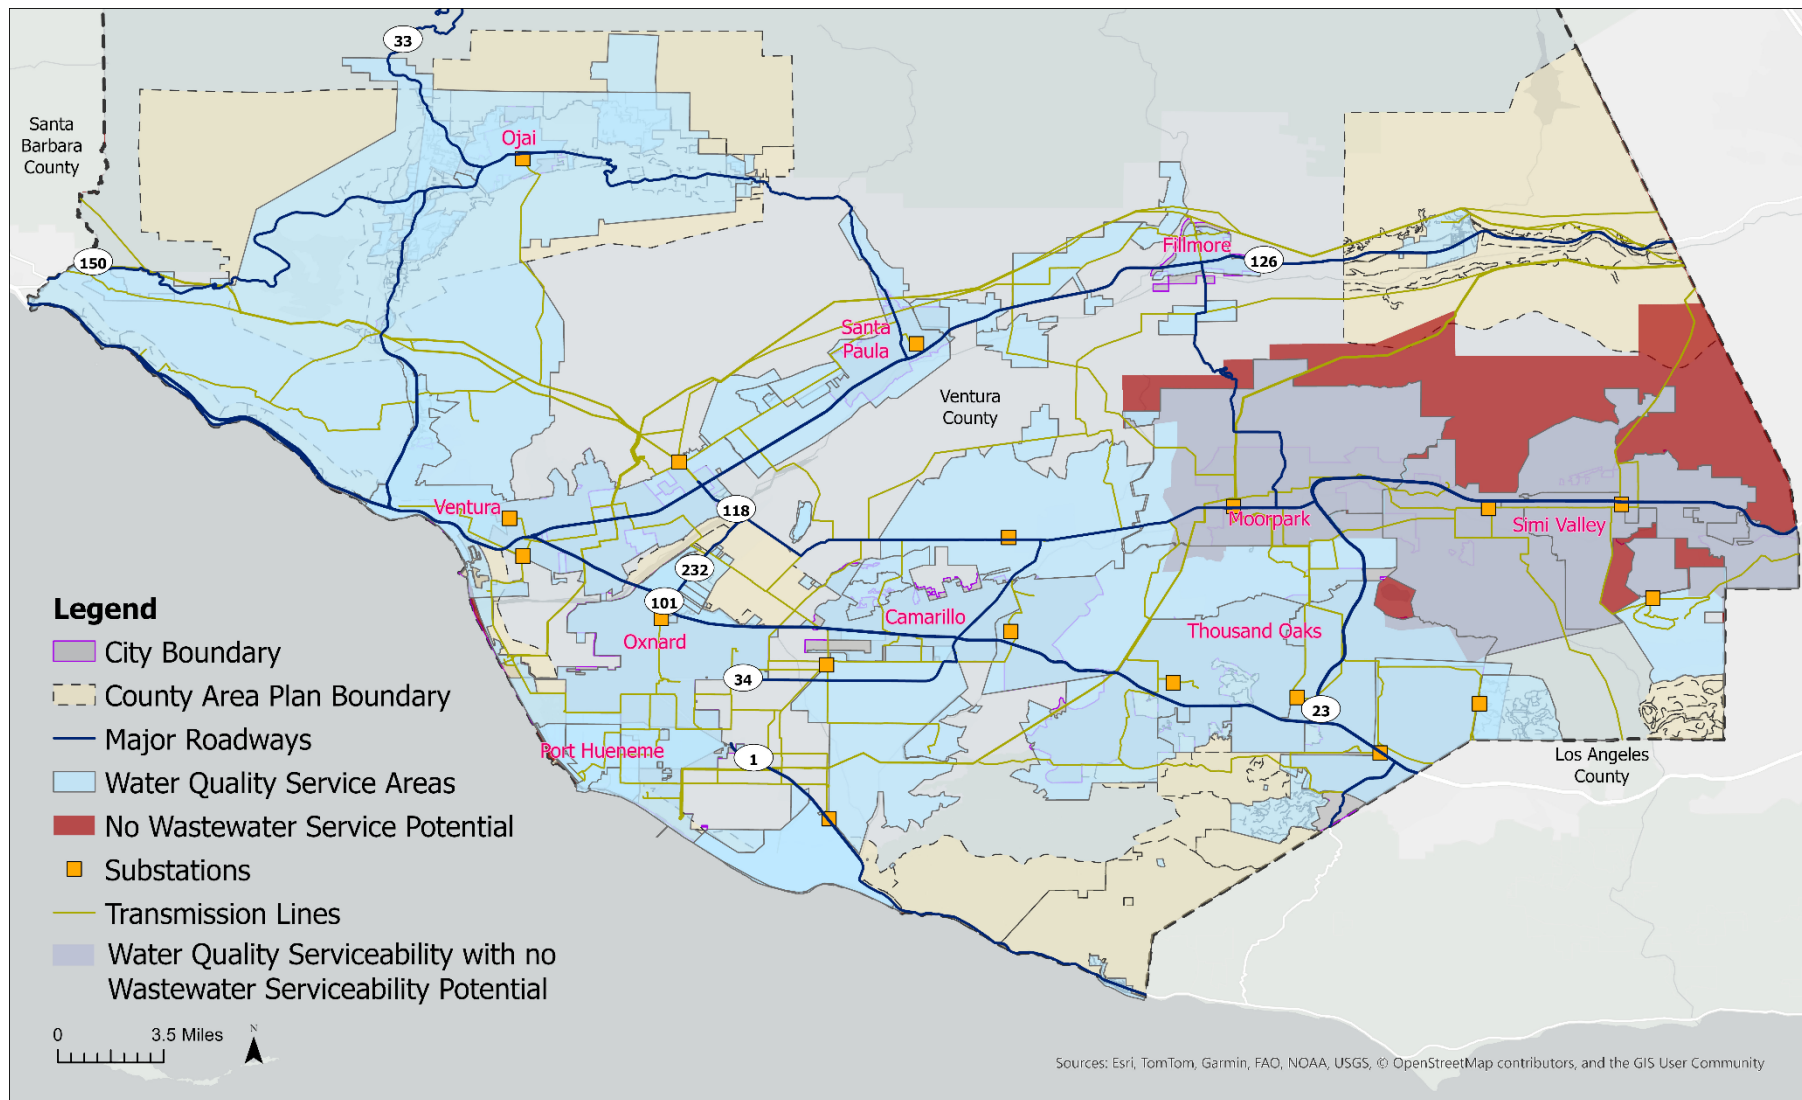 33
Santa
Barbara
County
Ojai
150
Fillmore
126
Santa
Paula
Ventura
County
Ventura
118
Moorpark
Simi Valley
232
101
Oxnard
Camarillo
Thousand Oaks
34
23
Port Hueneme
1
Los Angeles
County
Legend
City Boundary
County Area Plan Boundary
Major Roadways
Water Quality Service Areas
No Wastewater Service Potential
Substations
Transmission Lines
Water Quality Serviceability with no
Wastewater Serviceability Potential
0 3.5 Miles
N
Sources: Esri, TomTom, Garmin, FAO, NOAA, USGS, © OpenStreetMap contributors, and the GIS User Community